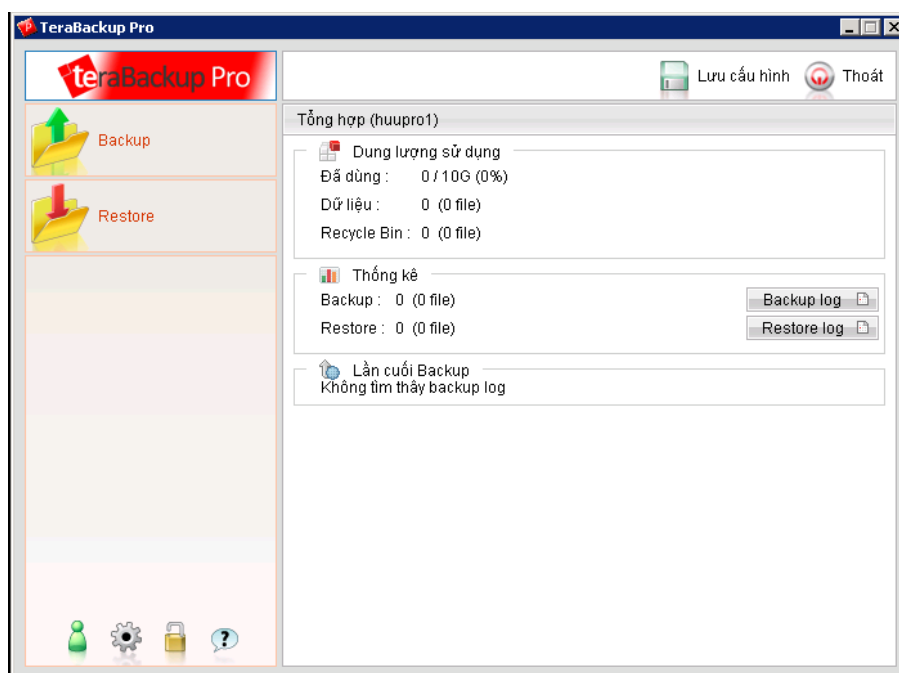 TeraBackup Pro
teraBackup Pro
Lưu cấu hình
Thoát
Backup
Restore
Tổng hợp (huupro1)
Dung lượng sử dụng
Đã dùng : 0 / 10G (0%)
Dữ liệu : 0 (0 file)
Recycle Bin : 0 (0 file)
Thống kê
Backup : 0 (0 file)
Backup log
Restore : 0 (0 file)
Restore log
Lần cuối Backup
Không tìm thấy backup log